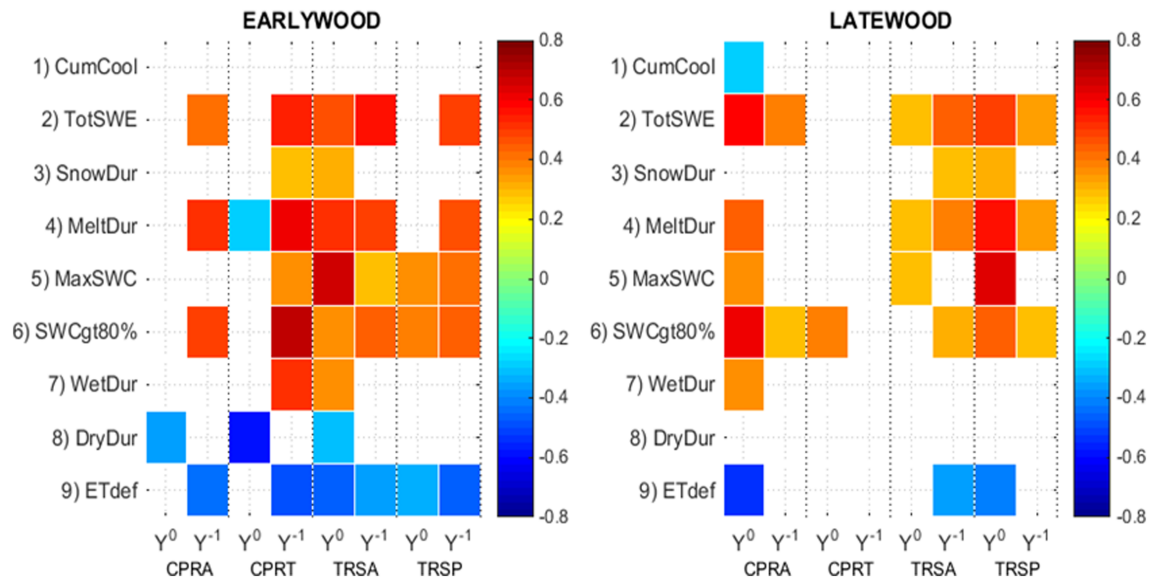 EARLYWOOD
1) CumCool
2) TotSWE
3) SnowDur
4) MeltDur
5) MaxSWC
6) SWCgt80%
7) WetDur
8) DryDur
9) ETdef
Y⁰ Y⁻¹ Y⁰ Y⁻¹ Y⁰ Y⁻¹ Y⁰ Y⁻¹
CPRA CPRT TRSA TRSP
0.8
0.6
0.4
0.2
0
-0.2
-0.4
-0.6
-0.8
LATEWOOD
1) CumCool
2) TotSWE
3) SnowDur
4) MeltDur
5) MaxSWC
6) SWCgt80%
7) WetDur
8) DryDur
9) ETdef
Y⁰ Y⁻¹ Y⁰ Y⁻¹ Y⁰ Y⁻¹ Y⁰ Y⁻¹
CPRA CPRT TRSA TRSP
0.8
0.6
0.4
0.2
0
-0.2
-0.4
-0.6
-0.8